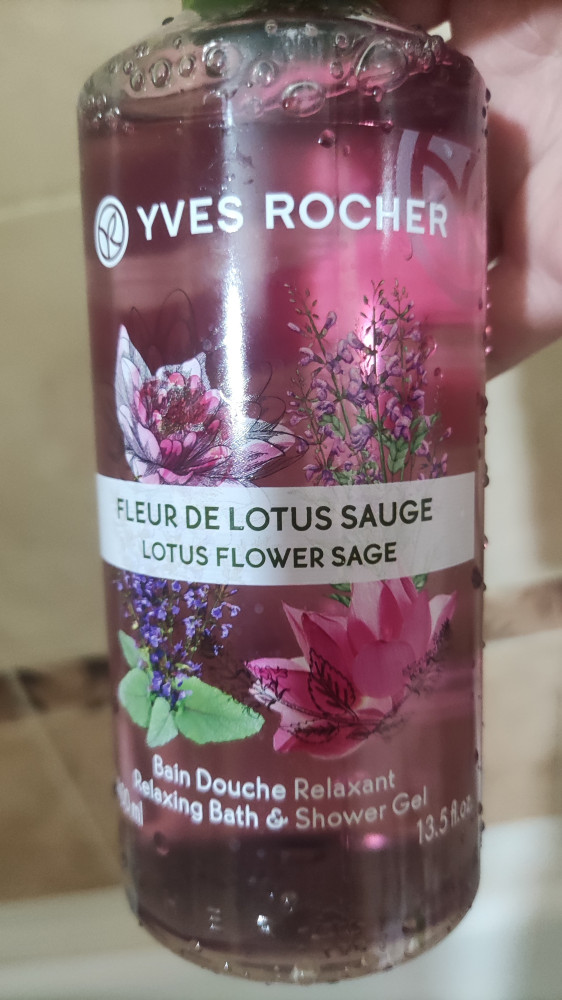 YVES ROCHER
FLEUR DE LOTUS SAUGE
LOTUS FLOWER SAGE
Bain Douche Relaxant
Relaxing Bath & Shower Gel
13.5 fl.oz